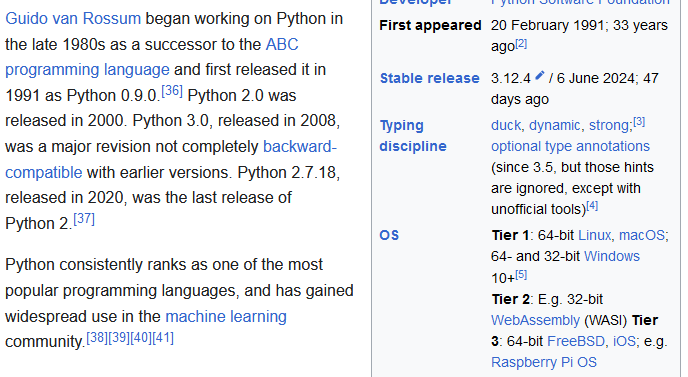 Guido van Rossum began working on Python in
the late 1980s as a successor to the ABC
programming language and first released it in
1991 as Python 0.9.0.[36] Python 2.0 was
released in 2000. Python 3.0, released in 2008,
was a major revision not completely backward-
compatible with earlier versions. Python 2.7.18,
released in 2020, was the last release of
Python 2.[37]
Python consistently ranks as one of the most
popular programming languages, and has gained
widespread use in the machine learning
community.[38][39][40][41]
Developer Python Software Foundation
First appeared 20 February 1991; 33 years
ago[2]
Stable release 3.12.4 / 6 June 2024; 47
days ago
Typing duck, dynamic, strong;[3]
discipline optional type annotations
(since 3.5, but those hints
are ignored, except with
unofficial tools)[4]
OS Tier 1: 64-bit Linux, macOS;
64- and 32-bit Windows
10+[5]
Tier 2: E.g. 32-bit
WebAssembly (WASI) Tier
3: 64-bit FreeBSD, iOS; e.g.
Raspberry Pi OS